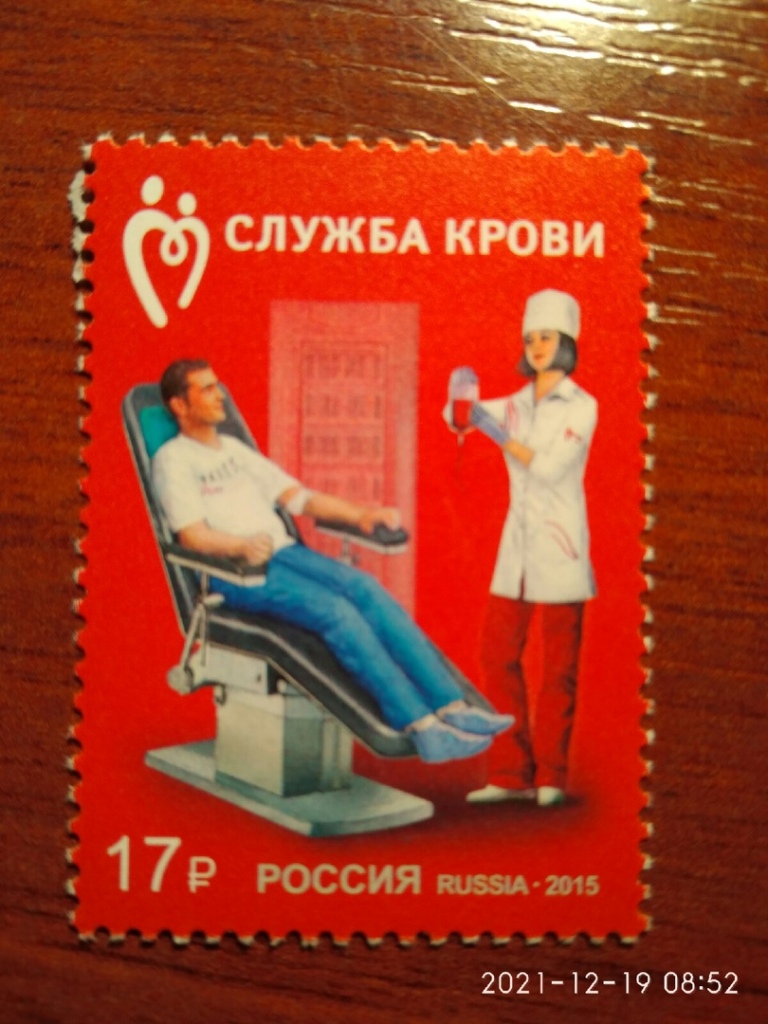 СЛУЖБА КРОВИ
17₽
РОССИЯ RUSSIA·2015
2021-12-19 08:52